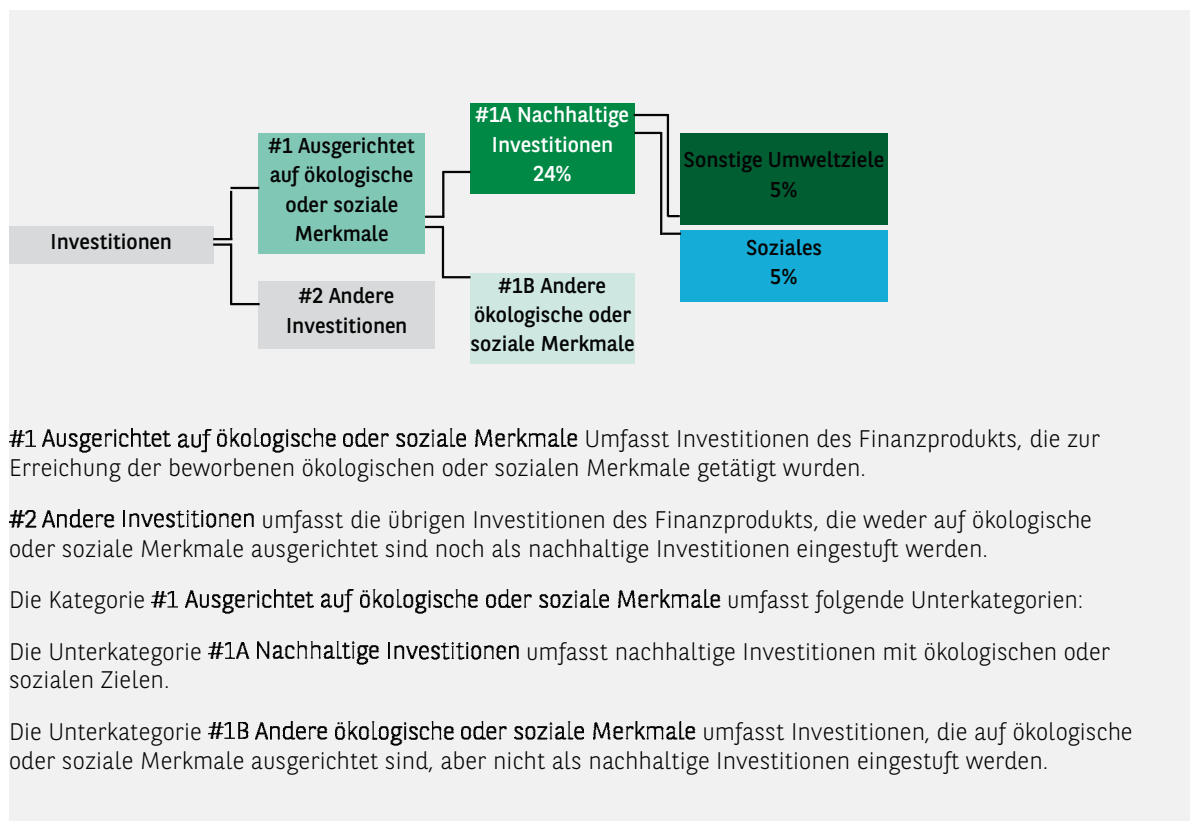 #1A Nachhaltige
Investitionen
24%
#1 Ausgerichtet
auf ökologische
oder soziale
Merkmale
Sonstige Umweltziele
5%
Investitionen
Soziales
5%
#2 Andere
Investitionen
#1B Andere
ökologische oder
soziale Merkmale
#1 Ausgerichtet auf ökologische oder soziale Merkmale Umfasst Investitionen des Finanzprodukts, die zur
Erreichung der beworbenen ökologischen oder sozialen Merkmale getätigt wurden.
#2 Andere Investitionen umfasst die übrigen Investitionen des Finanzprodukts, die weder auf ökologische
oder soziale Merkmale ausgerichtet sind noch als nachhaltige Investitionen eingestuft werden.
Die Kategorie #1 Ausgerichtet auf ökologische oder soziale Merkmale umfasst folgende Unterkategorien:
Die Unterkategorie #1A Nachhaltige Investitionen umfasst nachhaltige Investitionen mit ökologischen oder
sozialen Zielen.
Die Unterkategorie #1B Andere ökologische oder soziale Merkmale umfasst Investitionen, die auf ökologische
oder soziale Merkmale ausgerichtet sind, aber nicht als nachhaltige Investitionen eingestuft werden.